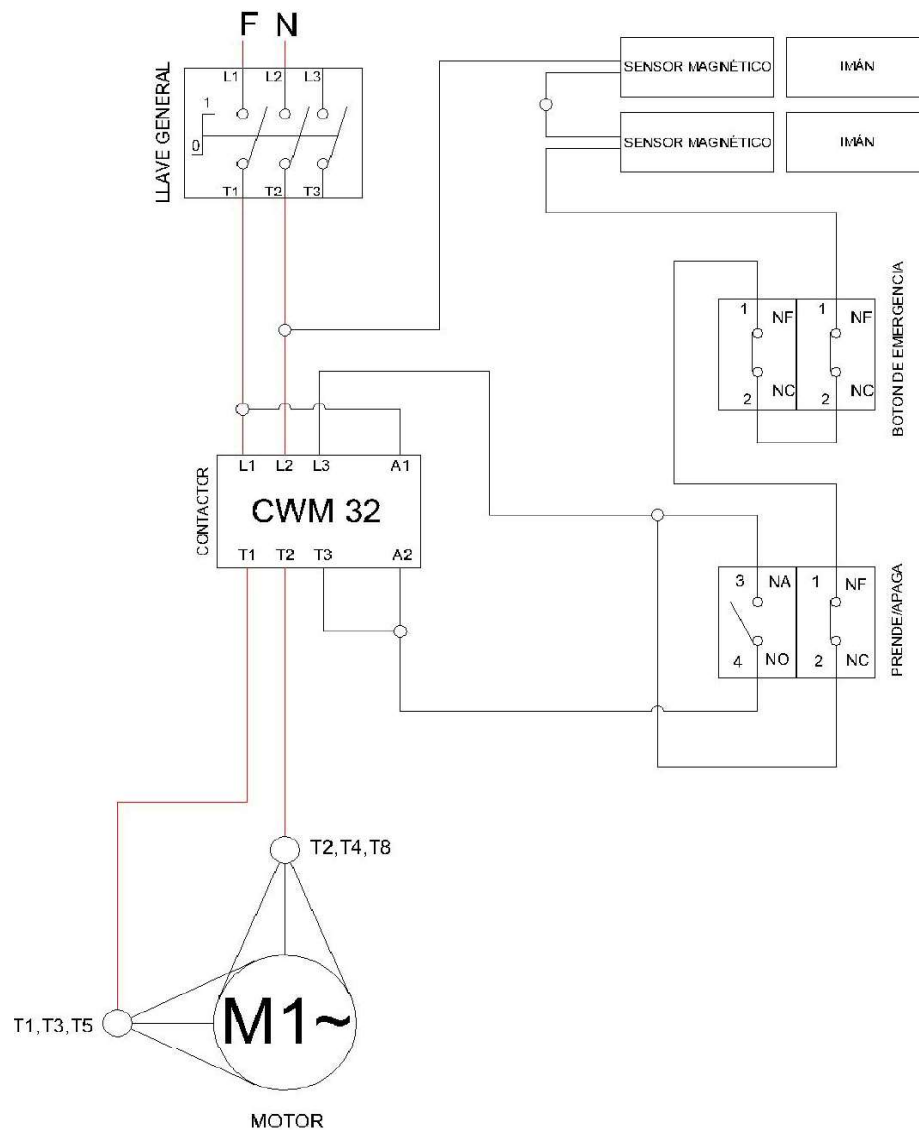 F N
L1 L2 L3
LLAVE GENERAL
1
0
T1 T2 T3
SENSOR MAGNÉTICO
IMÁN
SENSOR MAGNÉTICO
IMÁN
1 NF
2 NC
1 NF
2 NC
BOTON DE EMERGENCIA
L1 L2 L3 A1
CONTACTOR
CWM 32
T1 T2 T3 A2
3 NA
4 NO
1 NF
2 NC
PRENDE/APAGA
T2,T4,T8
T1,T3,T5
M1~
MOTOR